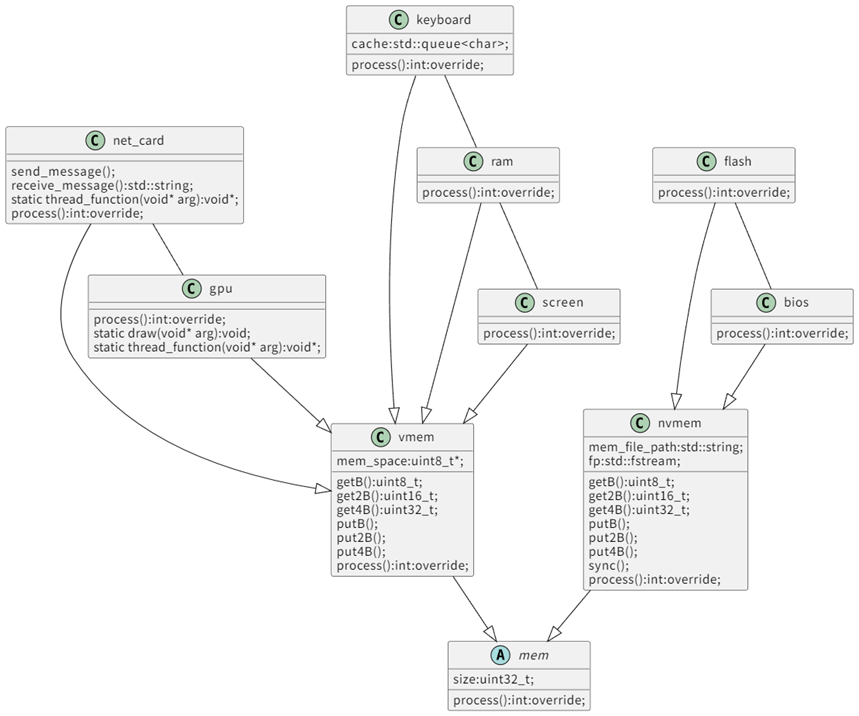 C keyboard
cache:std::queue<char>;
process():int:override;
C net_card
send_message();
receive_message():std::string;
static thread_function(void* arg):void*;
process():int:override;
C ram
process():int:override;
C flash
process():int:override;
C gpu
process():int:override;
static draw(void* arg):void;
static thread_function(void* arg):void*;
C screen
process():int:override;
C bios
process():int:override;
C vmem
mem_space:uint8_t*;
getB():uint8_t;
get2B():uint16_t;
get4B():uint32_t;
putB();
put2B();
put4B();
process():int:override;
C nvmem
mem_file_path:std::string;
fp:std::fstream;
getB():uint8_t;
get2B():uint16_t;
get4B():uint32_t;
putB();
put2B();
put4B();
sync();
process():int:override;
A mem
size:uint32_t;
process():int:override;